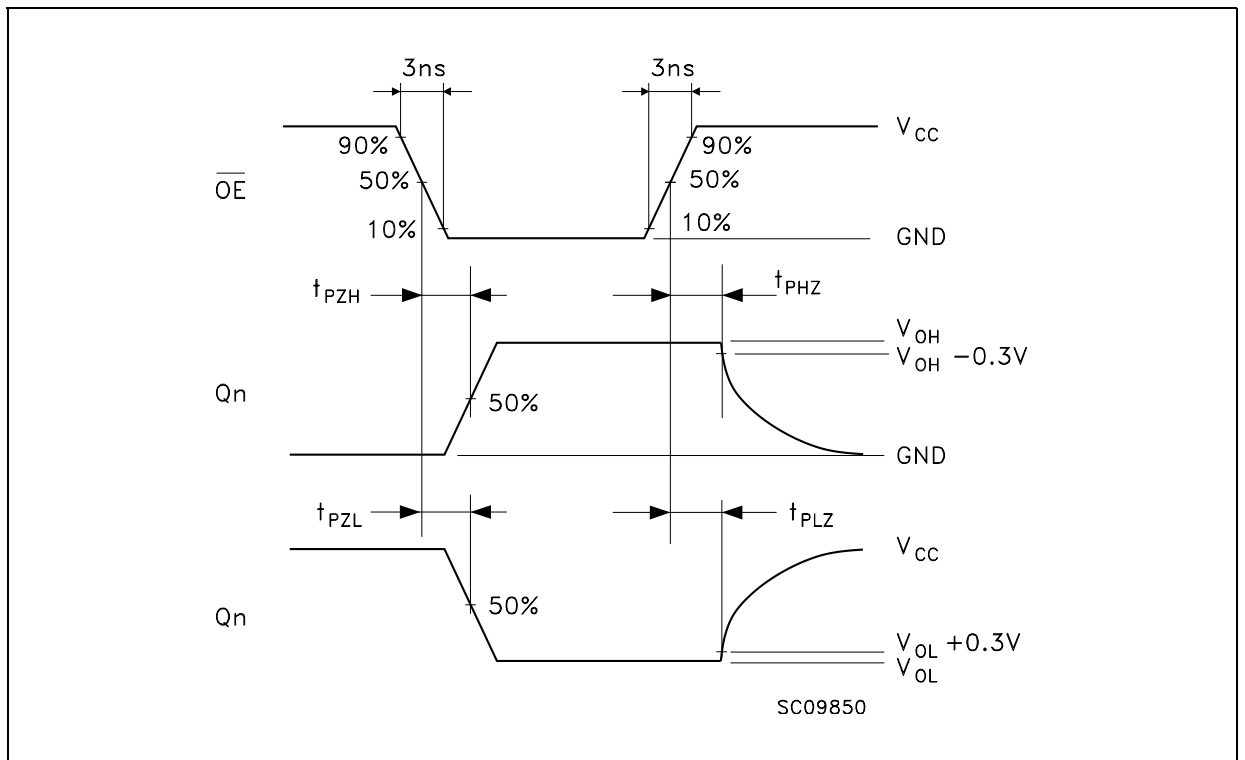 3ns 3ns
V_CC
90% 90%
50% 50%
O̅E̅
10% 10%
GND
t_PZH t_PHZ
V_OH
V_OH −0.3V
Qn
50%
GND
t_PZL t_PLZ
V_CC
50%
Qn
V_OL +0.3V
V_OL
SC09850